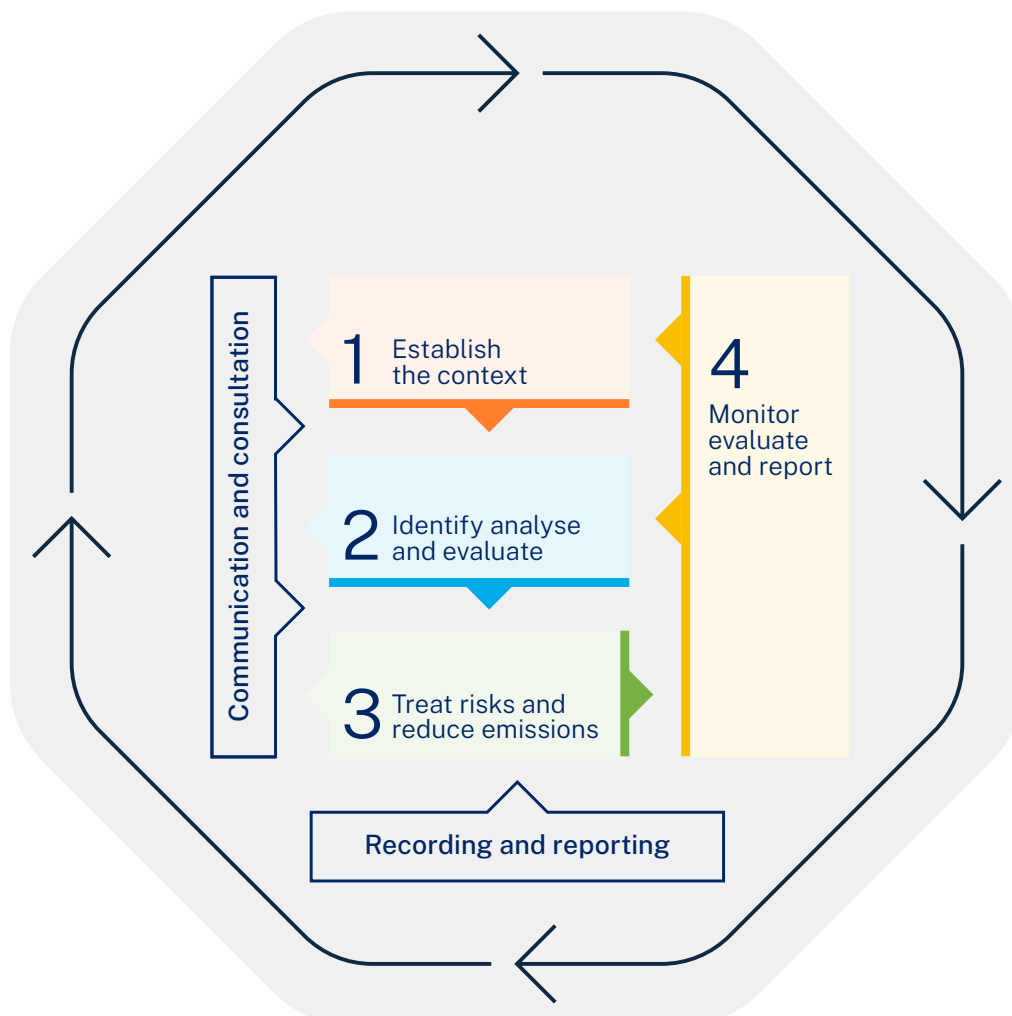 Communication and consultation
1
Establish
the context
2
Identify analyse
and evaluate
3
Treat risks and
reduce emissions
4
Monitor
evaluate
and report
Recording and reporting